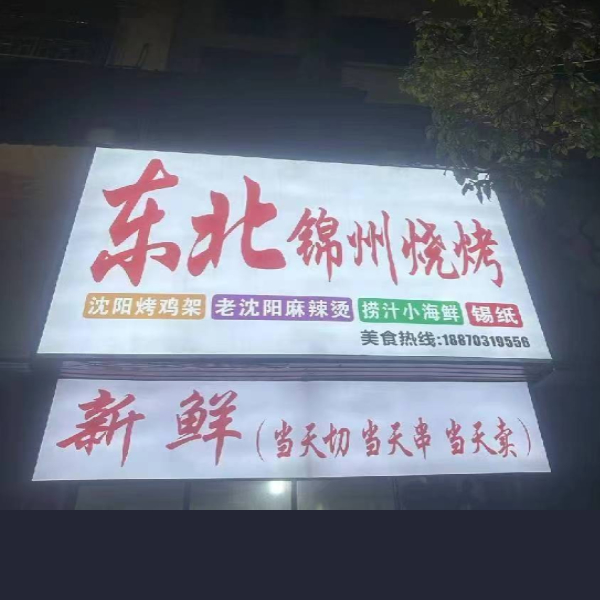 东北锦州烧烤
沈阳烤鸡架 老沈阳麻辣烫 捞汁小海鲜 锡纸
美食热线:18870319556
新鲜(当天切 当天串 当天卖)